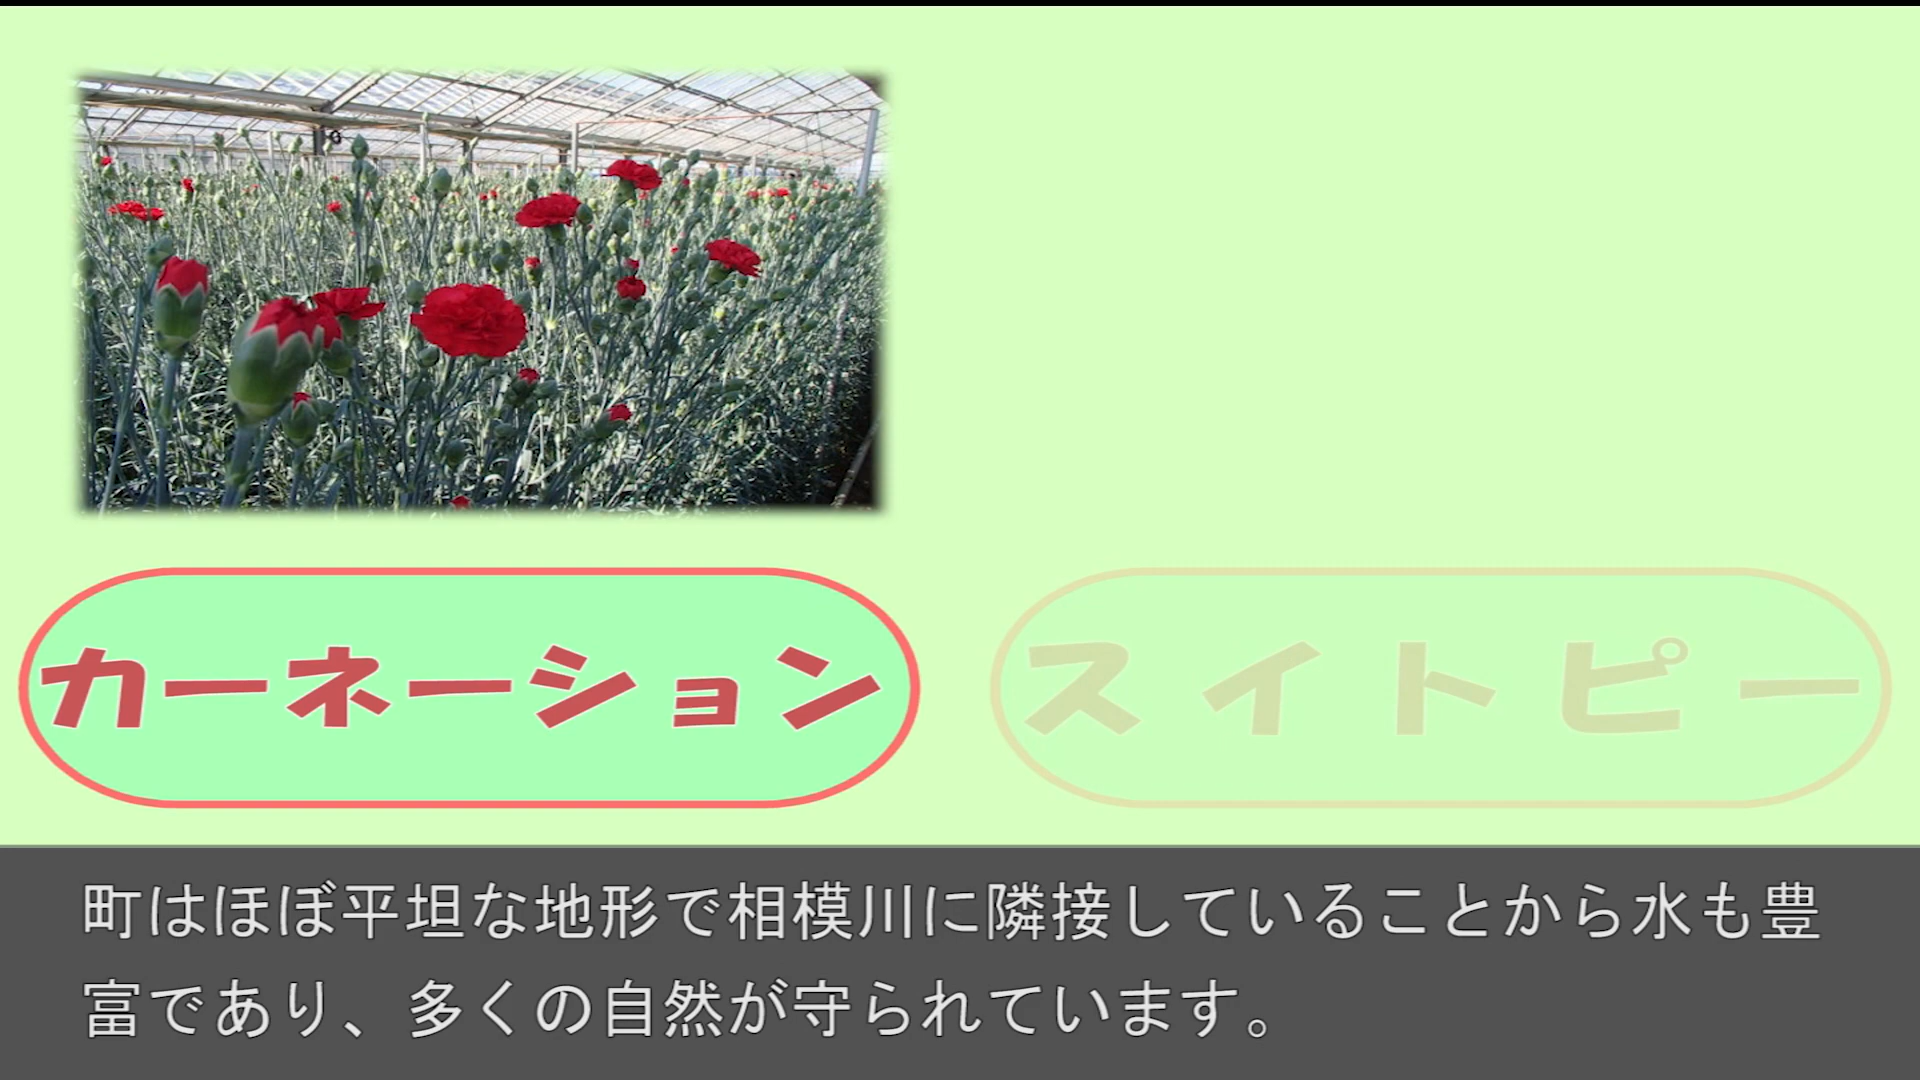 カーネーション
スイトピー
町はほぼ平坦な地形で相模川に隣接していることから水も豊
富であり、多くの自然が守られています。